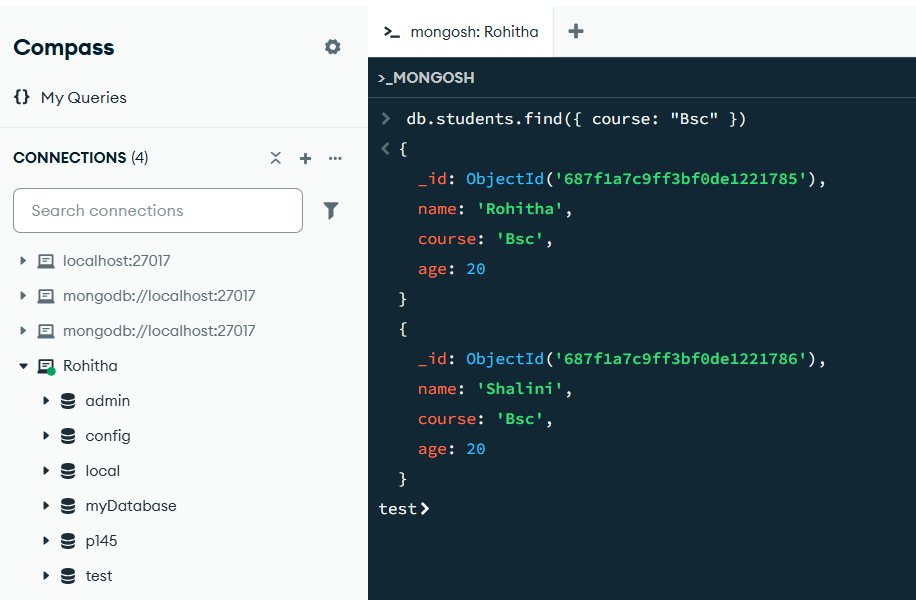 Compass
My Queries
CONNECTIONS (4)
Search connections
localhost:27017
mongodb://localhost:27017
mongodb://localhost:27017
Rohitha
admin
config
local
myDatabase
p145
test
mongosh: Rohitha
>_MONGOSH
> db.students.find({ course: "Bsc" })
< {
_id: ObjectId('687f1a7c9ff3bf0de1221785'),
name: 'Rohitha',
course: 'Bsc',
age: 20
}
{
_id: ObjectId('687f1a7c9ff3bf0de1221786'),
name: 'Shalini',
course: 'Bsc',
age: 20
}
test>